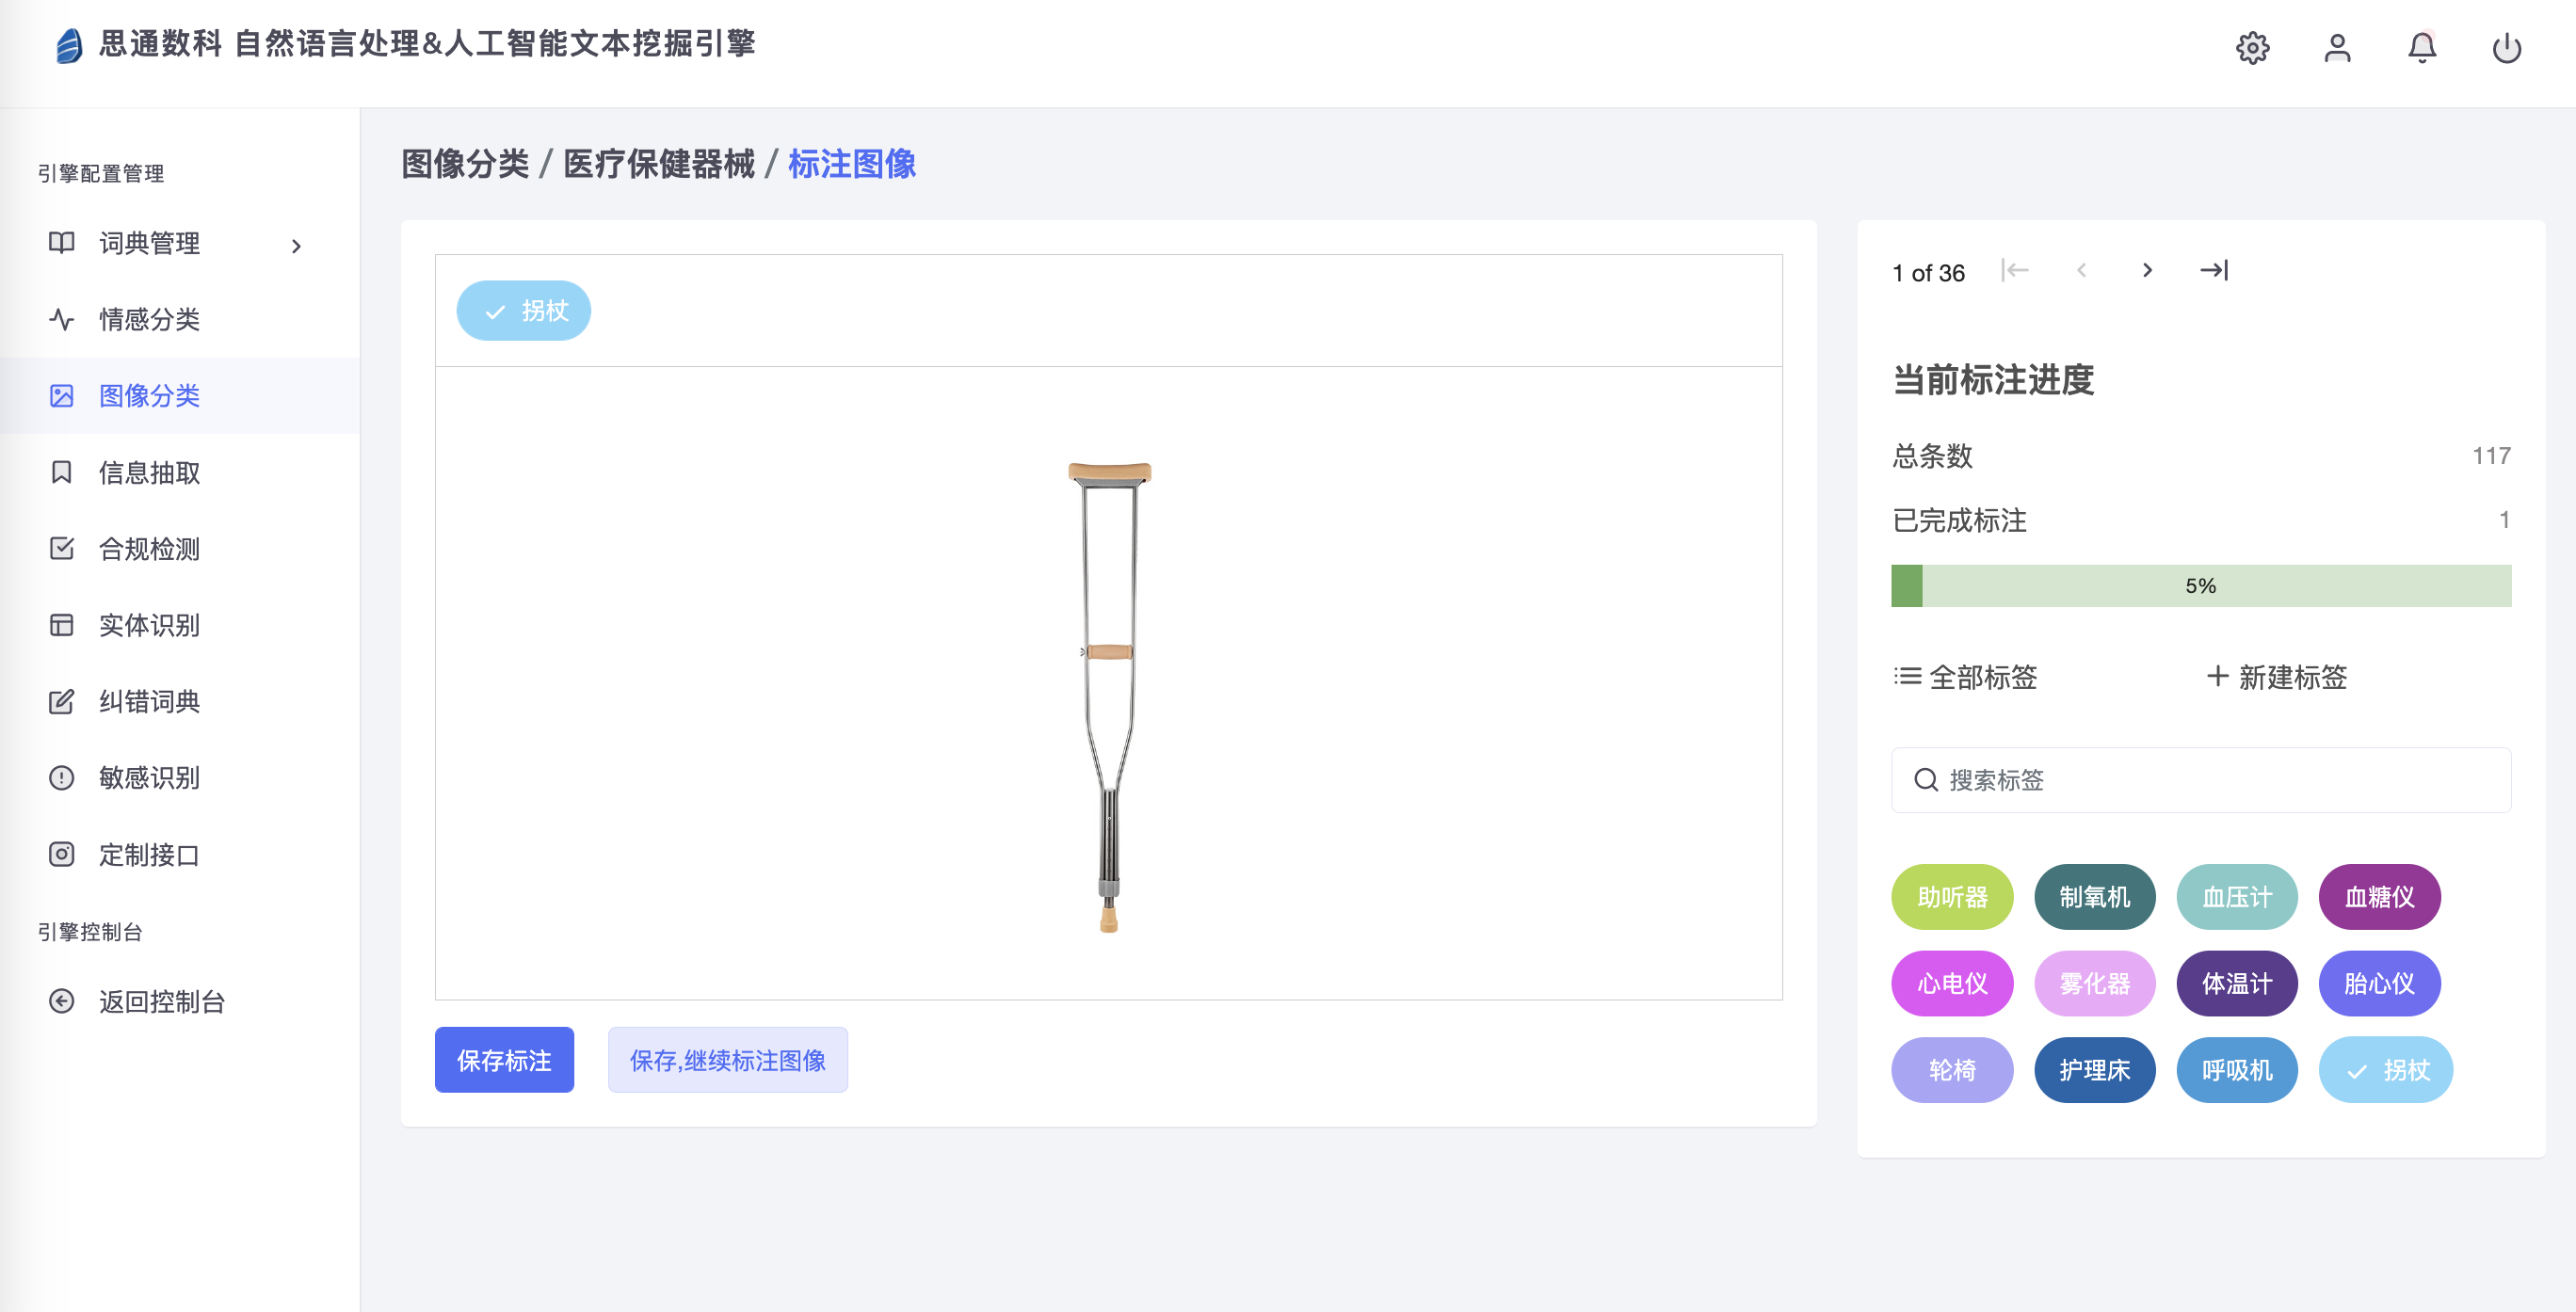 思通数科 自然语言处理&人工智能文本挖掘引擎
引擎配置管理
词典管理
情感分类
图像分类
信息抽取
合规检测
实体识别
纠错词典
敏感识别
定制接口
引擎控制台
返回控制台
图像分类 / 医疗保健器械 / 标注图像
拐杖
保存标注
保存,继续标注图像
1 of 36
当前标注进度
总条数 117
已完成标注 1
5%
全部标签 新建标签
搜索标签
助听器 制氧机 血压计 血糖仪
心电仪 雾化器 体温计 胎心仪
轮椅 护理床 呼吸机 拐杖